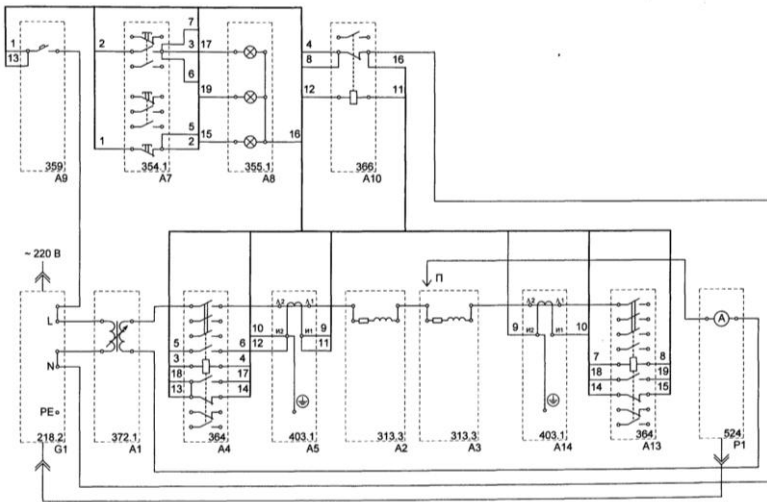 7
1 2 3 17 4
13 8 16
6
19 12 11
5
15 16
1 2
359 354.1 355.1 366
A9 A7 A8 A10
~ 220 В
П
L
N
PE
218.2
G1
372.1
A1
л2 л1
10 и2 и1 9
12 11
5 6
3 4
18 17
13 14
364
A4
403.1
A5
313.3
A2
313.3
A3
л2 л1
9 и2 и1 10
403.1
A14
7 8
18 19
14 15
364
A13
A
524
P1